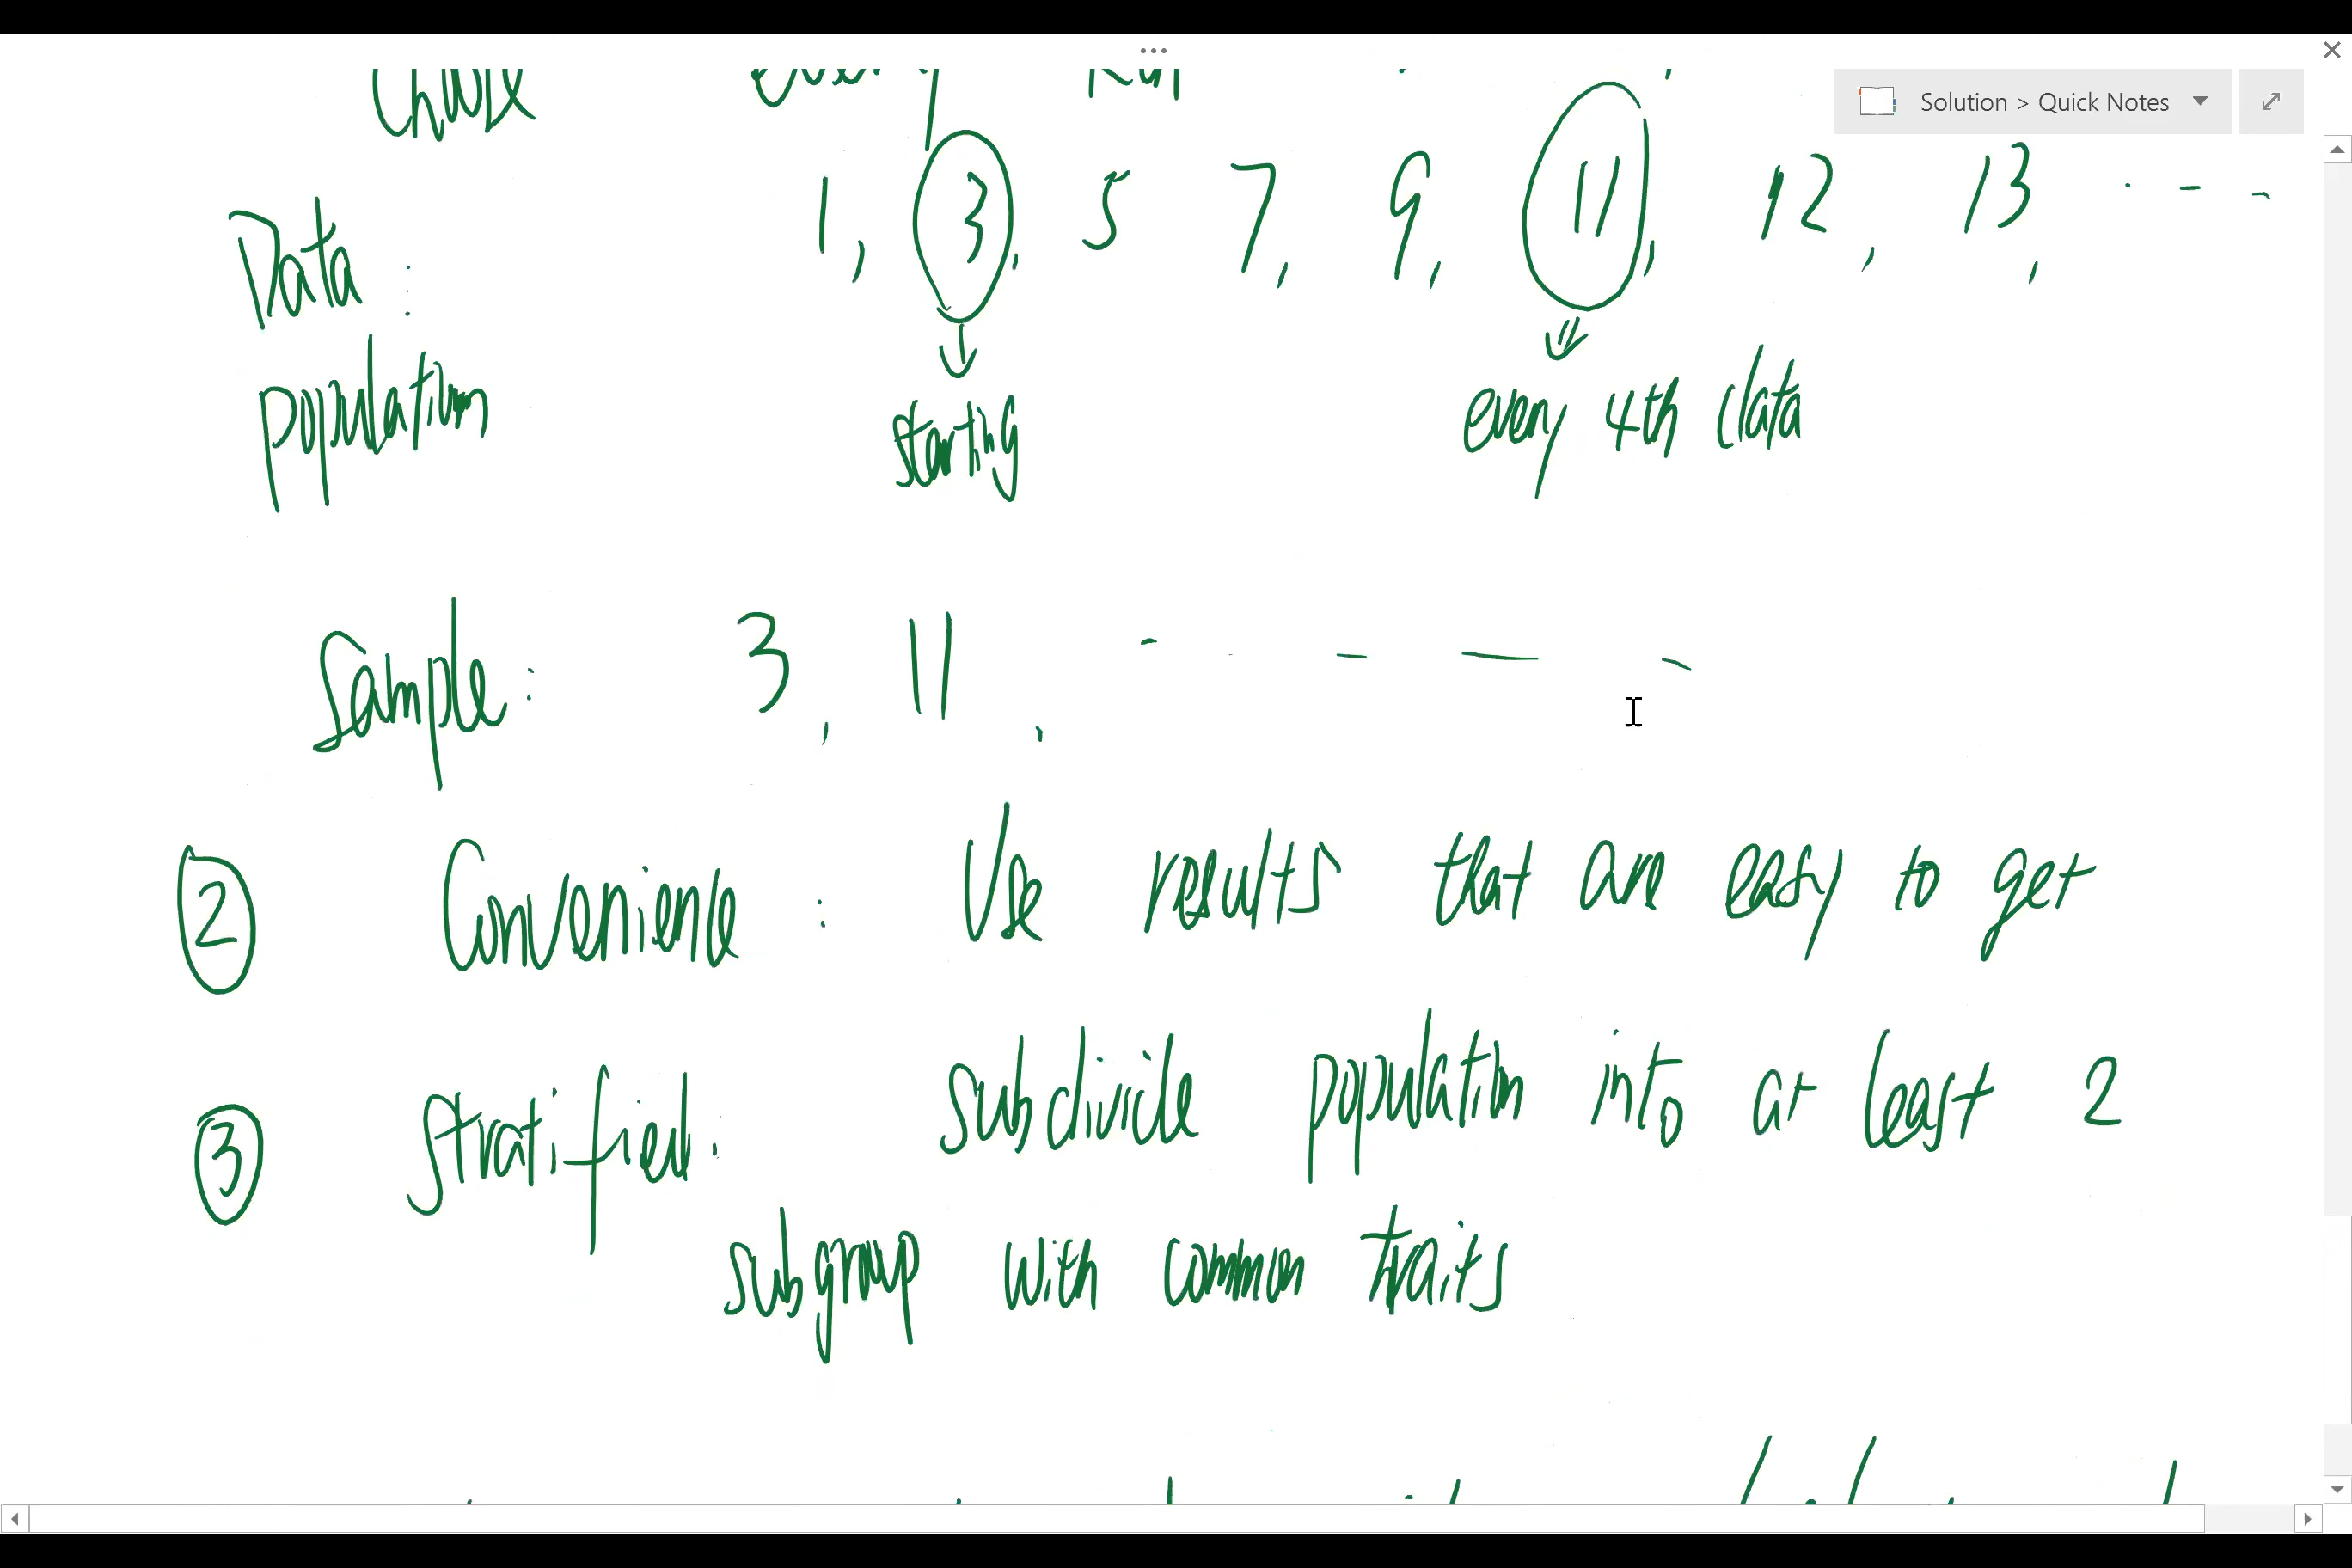 Solution > Quick Notes
1, 3, 5 7, 9, 11, 12, 13, . - -
Data :
population
starting
every 4th data
Sample: 3, 11, - - - — -
② Convenience : Use results that are easy to get
③ Stratified: subdivide population into at least 2
subgroup with common traits